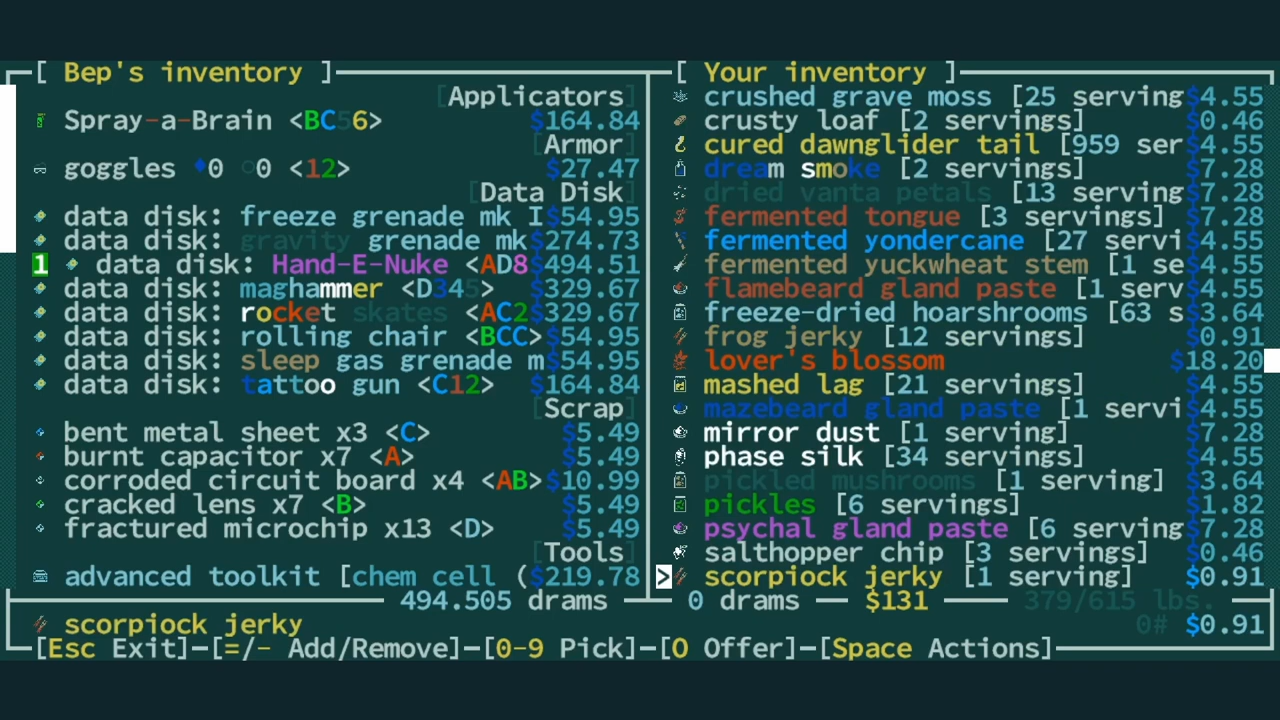 [ Bep's inventory ]
[Applicators]
Spray-a-Brain <BC56> $164.84
[Armor]
goggles ♦0 ○0 <12> $27.47
[Data Disk]
data disk: freeze grenade mk I $54.95
data disk: gravity grenade mk $274.73
1 data disk: Hand-E-Nuke <AD8 $494.51
data disk: maghammer <D345> $329.67
data disk: rocket skates <AC2 $329.67
data disk: rolling chair <BCC> $54.95
data disk: sleep gas grenade m $54.95
data disk: tattoo gun <C12> $164.84
[Scrap]
bent metal sheet x3 <C> $5.49
burnt capacitor x7 <A> $5.49
corroded circuit board x4 <AB> $10.99
cracked lens x7 <B> $5.49
fractured microchip x13 <D> $5.49
[Tools]
advanced toolkit [chem cell ( $219.78
[ Your inventory ]
crushed grave moss [25 serving $4.55
crusty loaf [2 servings] $0.46
cured dawnglider tail [959 ser $4.55
dream smoke [2 servings] $7.28
dried vanta petals [13 serving $7.28
fermented tongue [3 servings] $7.28
fermented yondercane [27 servi $4.55
fermented yuckwheat stem [1 se $4.55
flamebeard gland paste [1 serv $4.55
freeze-dried hoarshrooms [63 s $3.64
frog jerky [12 servings] $0.91
lover's blossom $18.20
mashed lag [21 servings] $4.55
mazebeard gland paste [1 servi $4.55
mirror dust [1 serving] $7.28
phase silk [34 servings] $4.55
pickled mushrooms [1 serving] $3.64
pickles [6 servings] $1.82
psychal gland paste [6 serving $7.28
salthopper chip [3 servings] $0.46
> scorpiock jerky [1 serving] $0.91
494.505 drams 0 drams $131 379/615 lbs.
scorpiock jerky 0# $0.91
[Esc Exit] [=/- Add/Remove] [0-9 Pick] [O Offer] [Space Actions]